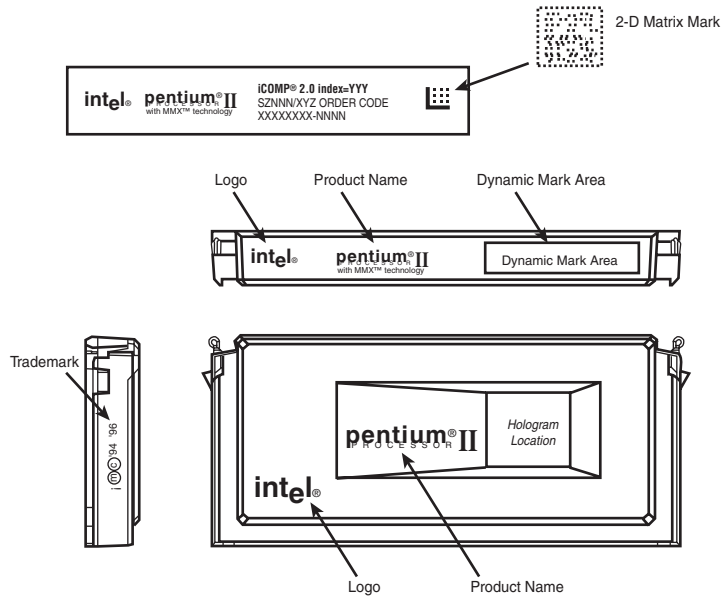 2-D Matrix Mark
intel®
pentium® II
PROCESSOR
with MMX™ technology
iCOMP® 2.0 index=YYY
SZNNN/XYZ ORDER CODE
XXXXXXXX-NNNN
Logo
Product Name
Dynamic Mark Area
intel®
pentium® II
PROCESSOR
with MMX™ technology
Dynamic Mark Area
Trademark
i ⓜ ⓒ '94 '96
pentium® II
PROCESSOR
Hologram
Location
intel®
Logo
Product Name